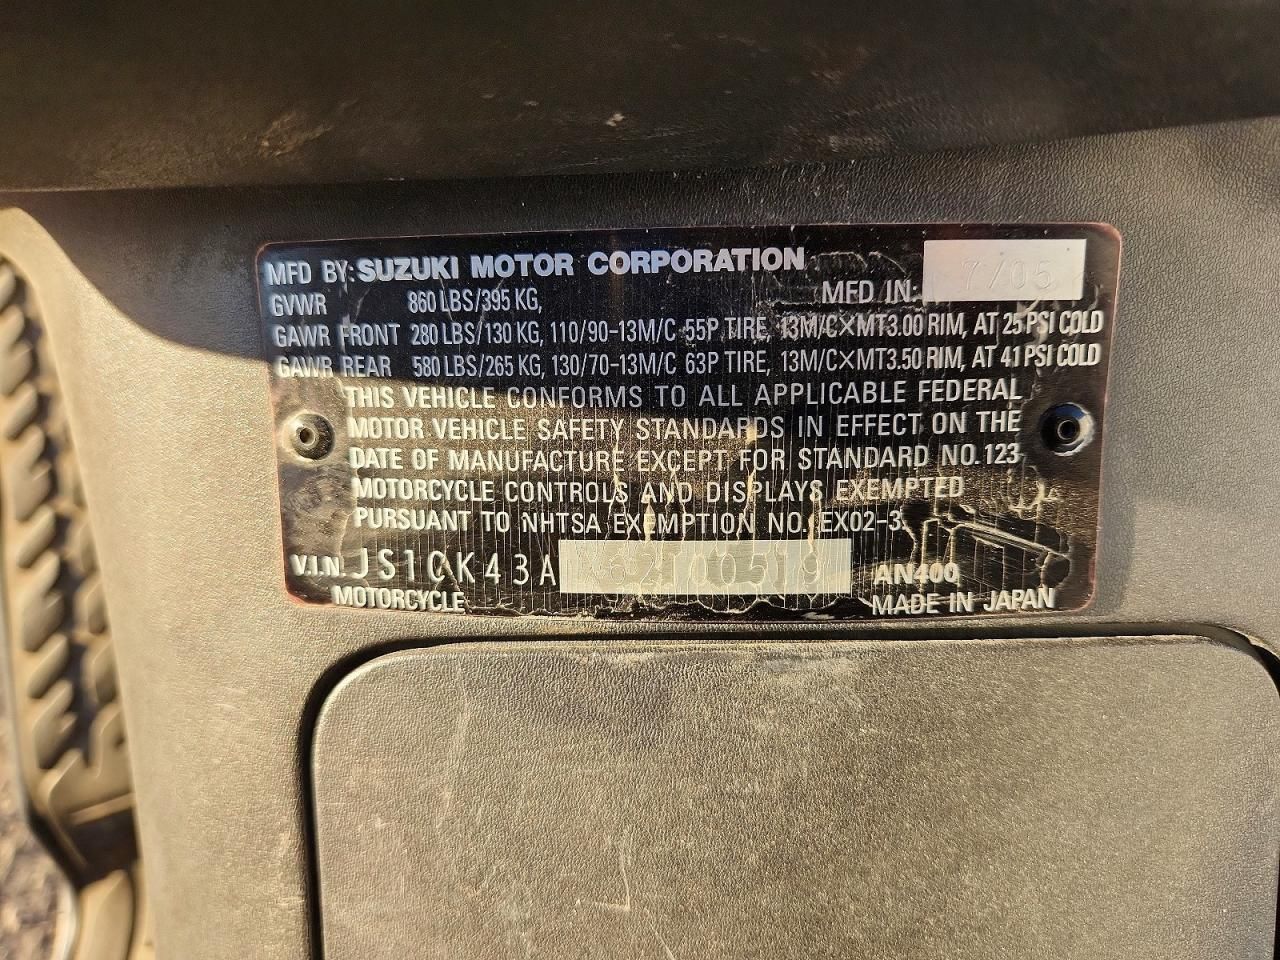 MFD BY: SUZUKI MOTOR CORPORATION
GVWR 860 LBS/395 KG, MFD IN: 7/05
GAWR FRONT 280 LBS/130 KG, 110/90-13M/C 55P TIRE, 13M/C×MT3.00 RIM, AT 25 PSI COLD
GAWR REAR 580 LBS/265 KG, 130/70-13M/C 63P TIRE, 13M/C×MT3.50 RIM, AT 41 PSI COLD
THIS VEHICLE CONFORMS TO ALL APPLICABLE FEDERAL
MOTOR VEHICLE SAFETY STANDARDS IN EFFECT ON THE
DATE OF MANUFACTURE EXCEPT FOR STANDARD NO.123
MOTORCYCLE CONTROLS AND DISPLAYS EXEMPTED
PURSUANT TO NHTSA EXEMPTION NO. EX02-3.
V.I.N. AN400
MOTORCYCLE MADE IN JAPAN